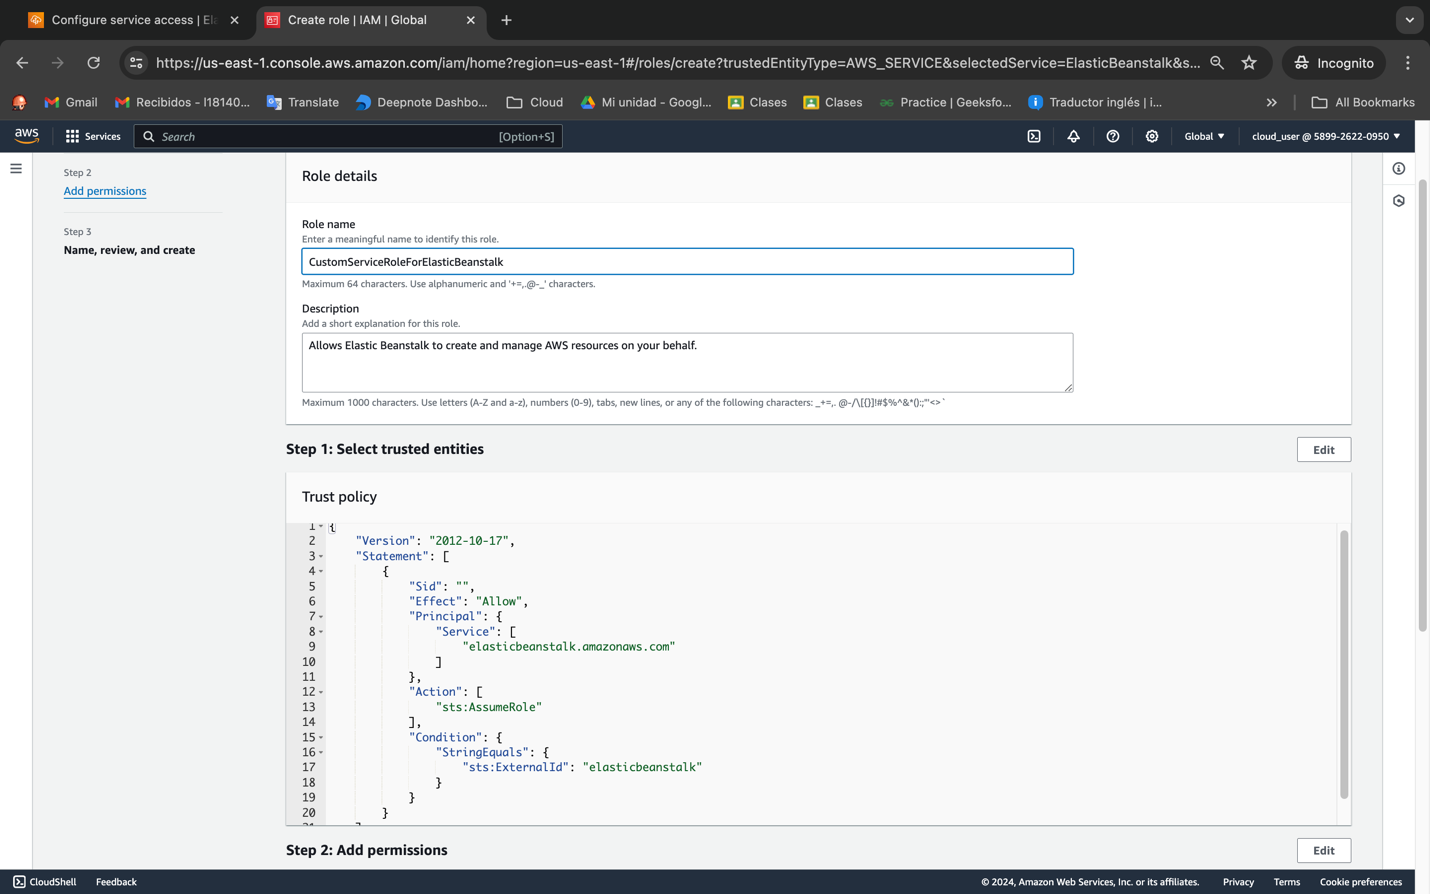 Configure service access | Ela
Create role | IAM | Global
https://us-east-1.console.aws.amazon.com/iam/home?region=us-east-1#/roles/create?trustedEntityType=AWS_SERVICE&selectedService=ElasticBeanstalk&s...
Incognito
Gmail
Recibidos - l18140...
Translate
Deepnote Dashbo...
Cloud
Mi unidad - Googl...
Clases
Clases
Practice | Geeksfo...
Traductor inglés | i...
All Bookmarks
aws
Services
Search
[Option+S]
Global
cloud_user @ 5899-2622-0950
Step 2
Add permissions
Step 3
Name, review, and create
Role details
Role name
Enter a meaningful name to identify this role.
CustomServiceRoleForElasticBeanstalk
Maximum 64 characters. Use alphanumeric and '+=,.@-_' characters.
Description
Add a short explanation for this role.
Allows Elastic Beanstalk to create and manage AWS resources on your behalf.
Maximum 1000 characters. Use letters (A-Z and a-z), numbers (0-9), tabs, new lines, or any of the following characters: _+=,. @-/\[{}]!#$%^&*();:"'<>`
Step 1: Select trusted entities
Edit
Trust policy
1 {
2 "Version": "2012-10-17",
3 "Statement": [
4 {
5 "Sid": "",
6 "Effect": "Allow",
7 "Principal": {
8 "Service": [
9 "elasticbeanstalk.amazonaws.com"
10 ]
11 },
12 "Action": [
13 "sts:AssumeRole"
14 ],
15 "Condition": {
16 "StringEquals": {
17 "sts:ExternalId": "elasticbeanstalk"
18 }
19 }
20 }
Step 2: Add permissions
Edit
CloudShell
Feedback
© 2024, Amazon Web Services, Inc. or its affiliates.
Privacy
Terms
Cookie preferences